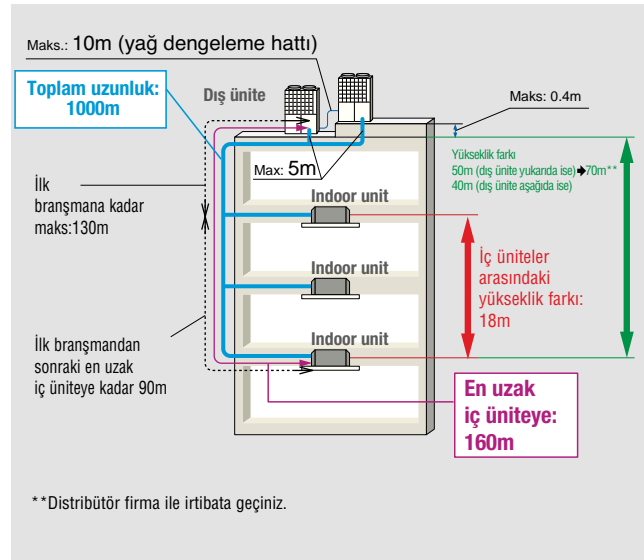 Maks.: 10m (yağ dengeleme hattı)
Toplam uzunluk:
1000m
Dış ünite
Maks: 0.4m
Max: 5m
Yükseklik farkı
50m (dış ünite yukarıda ise)➔70m**
40m (dış ünite aşağıda ise)
İlk
branşmana kadar
maks:130m
Indoor unit
Indoor unit
Indoor unit
İç üniteler
arasındaki
yükseklik farkı:
18m
İlk branşmandan
sonraki en uzak
iç üniteye kadar 90m
En uzak
iç üniteye:
160m
**Distribütör firma ile irtibata geçiniz.